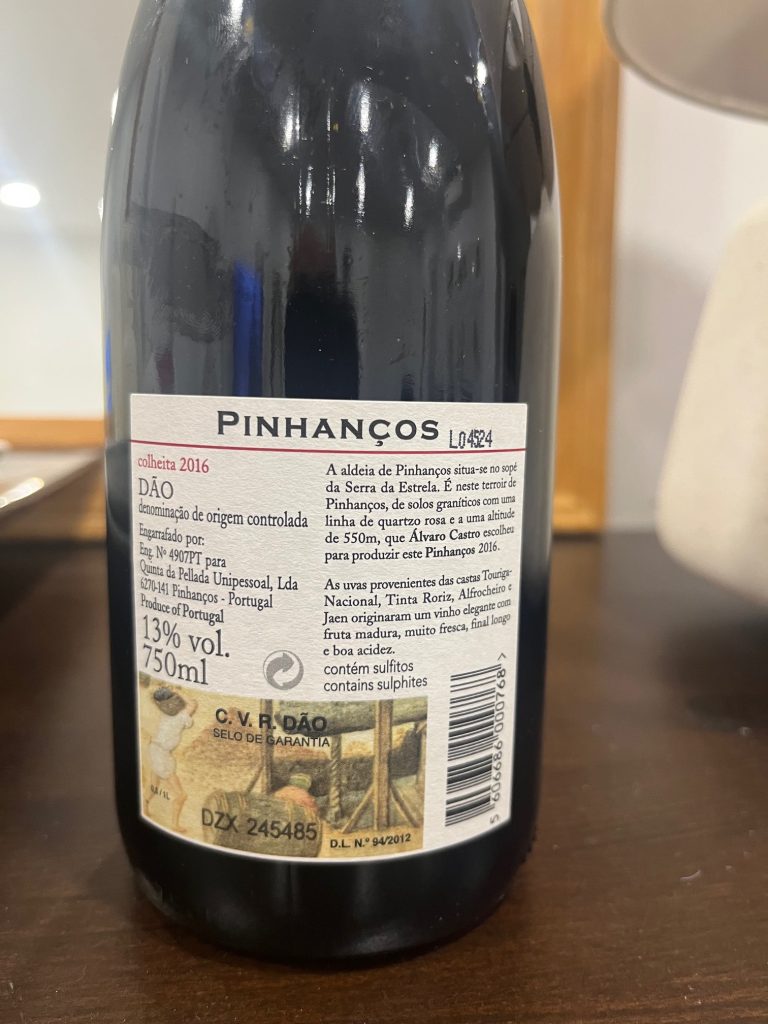 PINHANÇOS
L04524
colheita 2016
DÃO
denominação de origem controlada
Engarrafado por:
Eng. Nº 4907PT para
Quinta da Pellada Unipessoal, Lda
6270-141 Pinhanços - Portugal
Produce of Portugal
13% vol.
750ml
A aldeia de Pinhanços situa-se no sopé
da Serra da Estrela. É neste terroir de
Pinhanços, de solos graníticos com uma
linha de quartzo rosa e a uma altitude
de 550m, que Álvaro Castro escolheu
para produzir este Pinhanços 2016.
As uvas provenientes das castas Touriga-
Nacional, Tinta Roriz, Alfrocheiro e
Jaen originaram um vinho elegante com
fruta madura, muito fresca, final longo
e boa acidez.
contém sulfitos
contains sulphites
C. V. R. DÃO
SELO DE GARANTIA
DZX 245485
D.L. N.º 94/2012
5 606686 000768 >